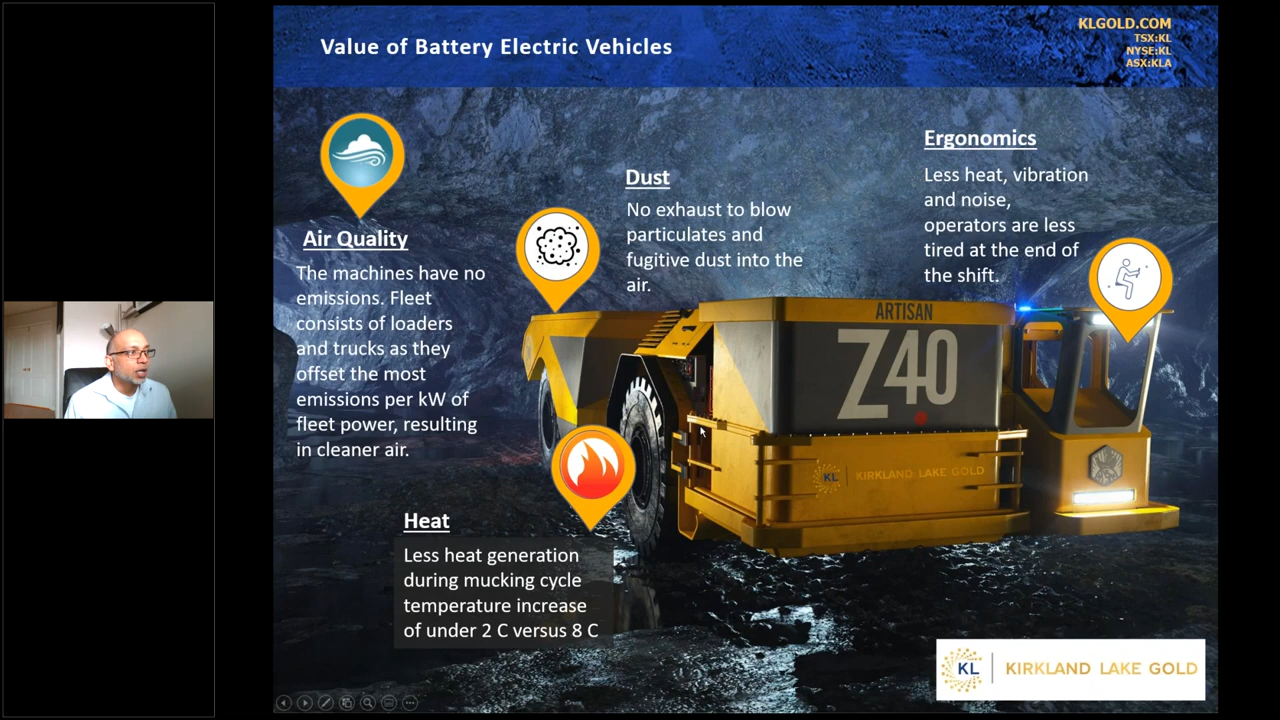 Value of Battery Electric Vehicles
KLGOLD.COM
TSX:KL
NYSE:KL
ASX:KLA
Air Quality
The machines have no
emissions. Fleet
consists of loaders
and trucks as they
offset the most
emissions per kW of
fleet power, resulting
in cleaner air.
Dust
No exhaust to blow
particulates and
fugitive dust into the
air.
Ergonomics
Less heat, vibration
and noise,
operators are less
tired at the end of
the shift.
Heat
Less heat generation
during mucking cycle
temperature increase
of under 2 C versus 8 C
ARTISAN
Z40
KL KIRKLAND LAKE GOLD
KL KIRKLAND LAKE GOLD